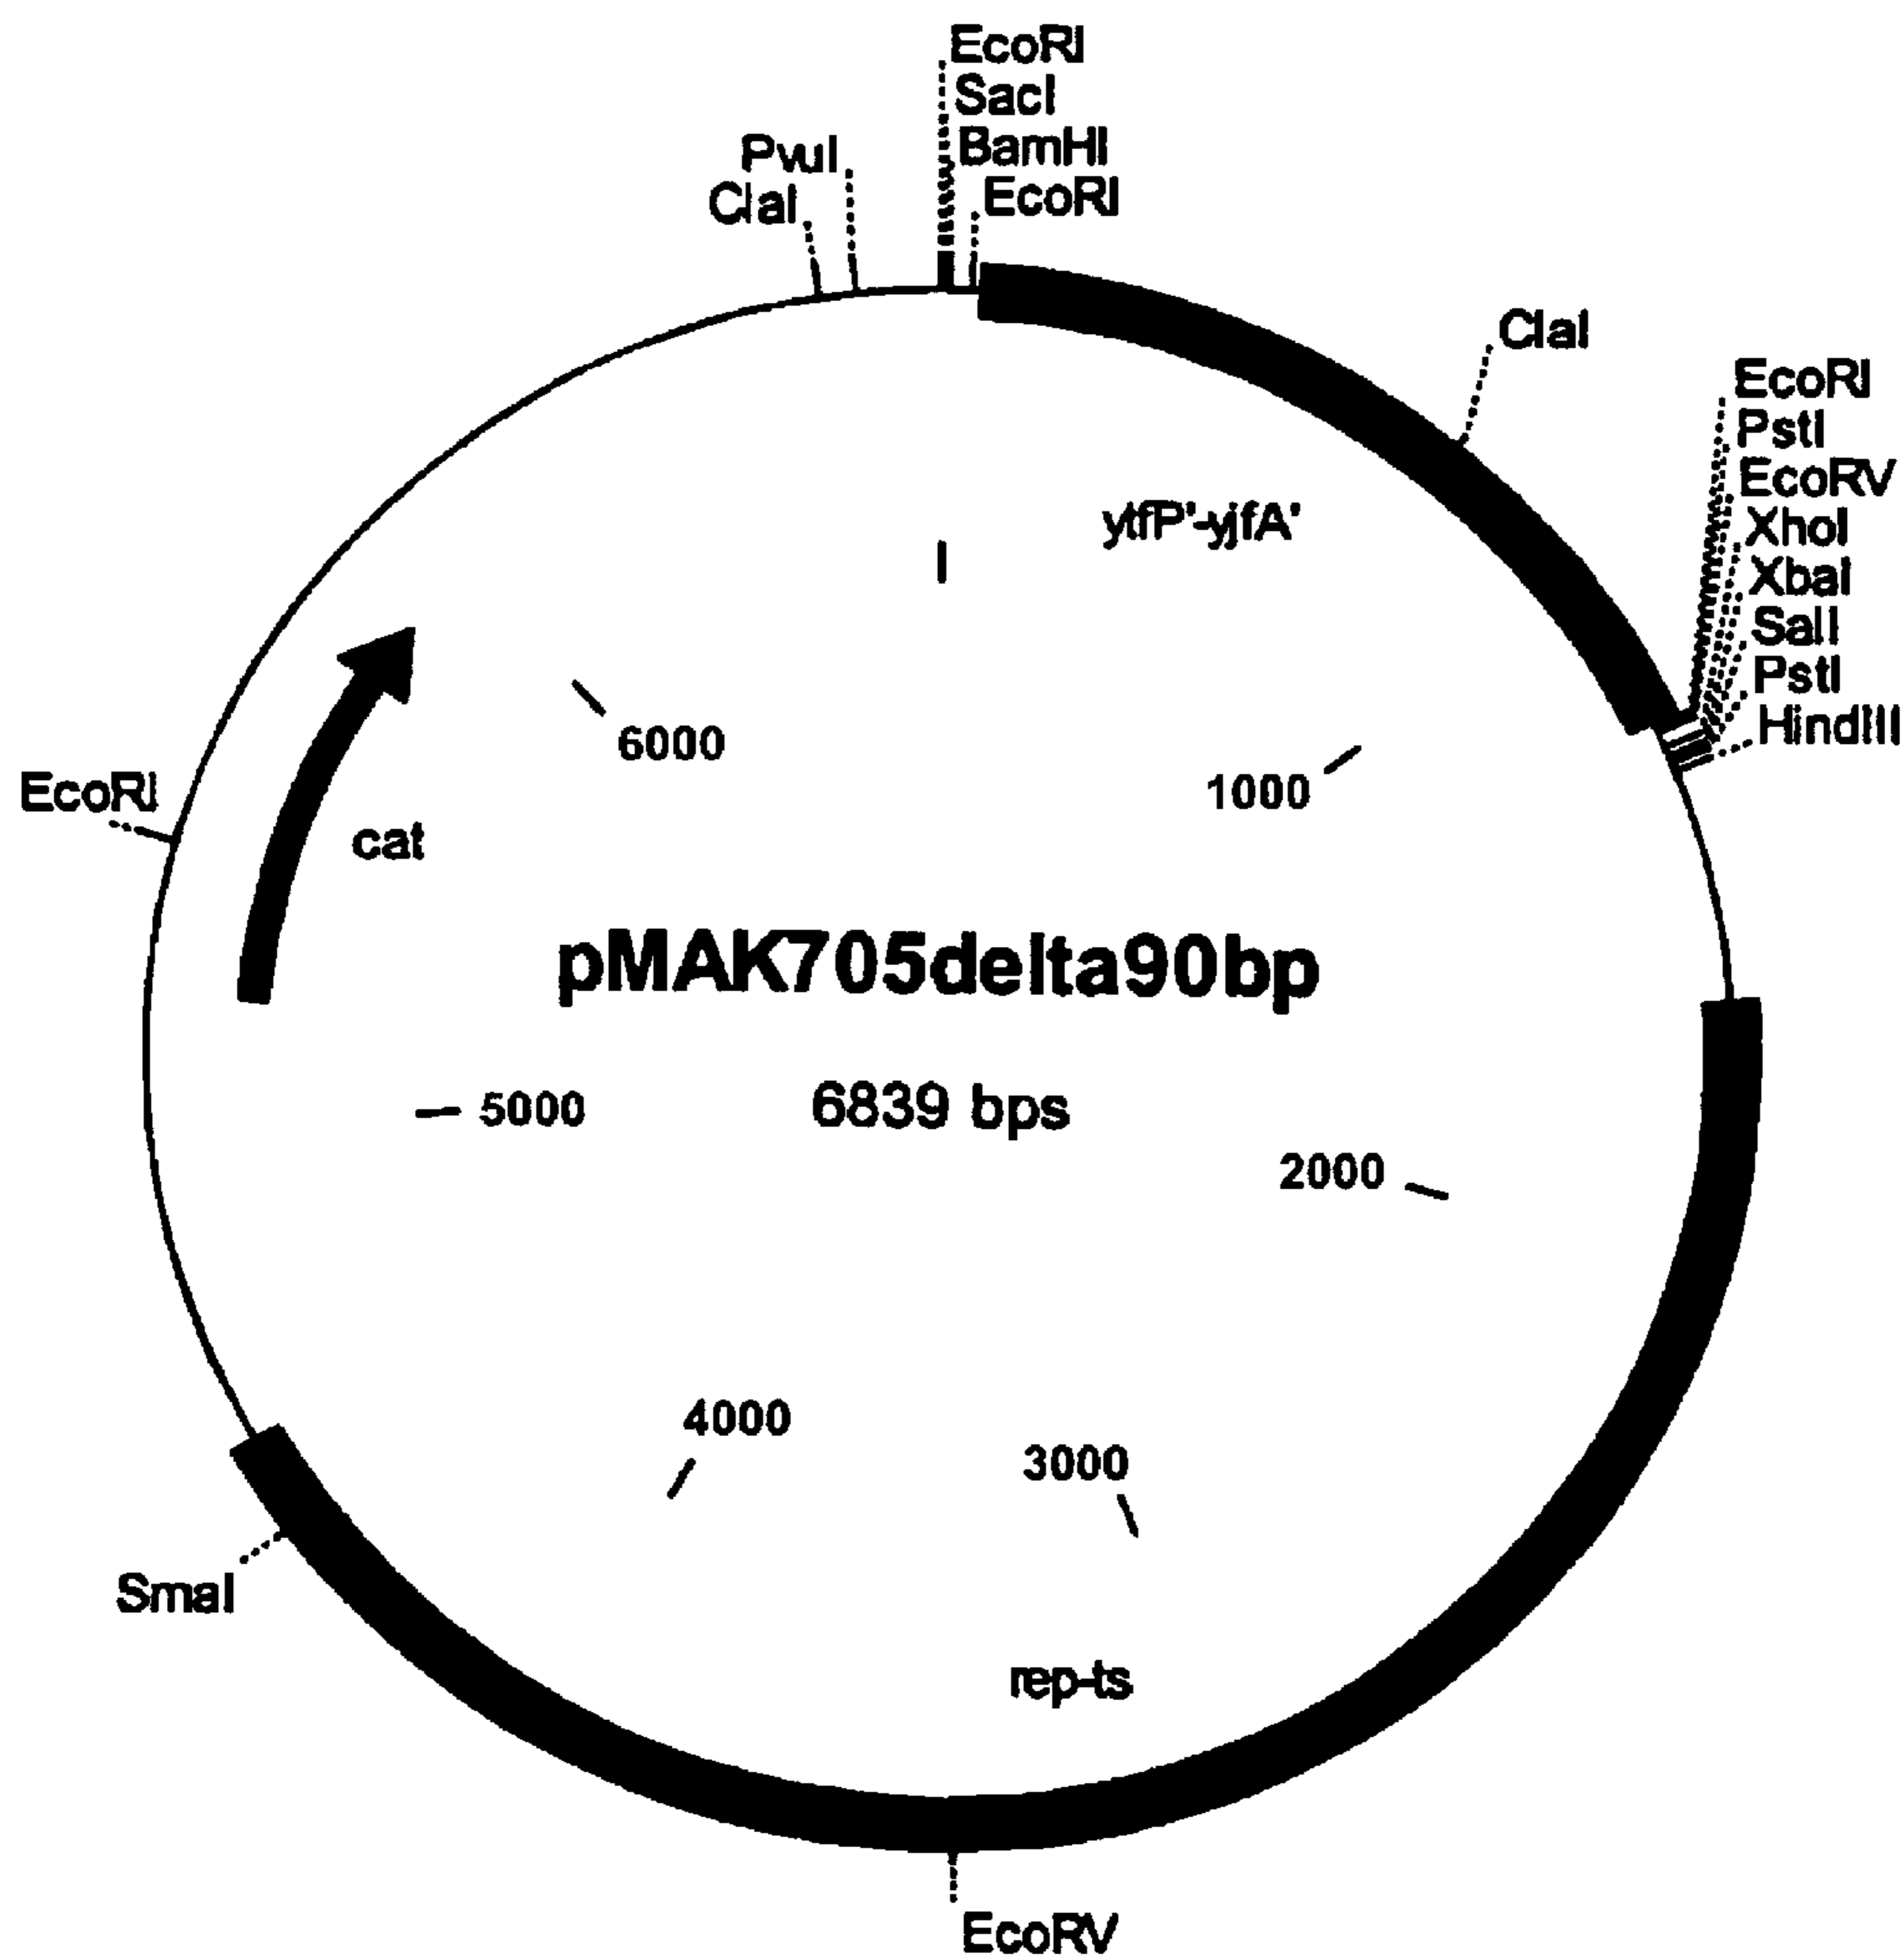 EcoRI
SacI
BamHI
EcoRI
PvuI
ClaI
ClaI
EcoRI
PstI
EcoRV
XhoI
XbaI
SalI
PstI
HindIII
ytfP'-yjfA'
6000
1000
EcoRI
cat
pMAK705delta90bp
6839 bps
5000
2000
4000
3000
SmaI
rep-ts
EcoRV